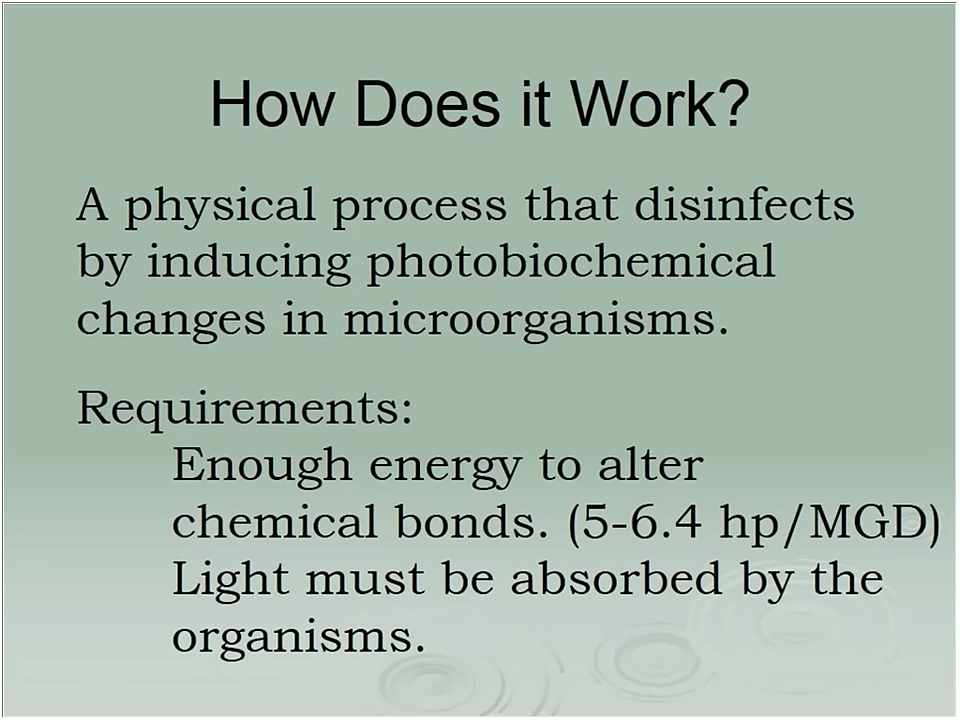 How Does it Work?
A physical process that disinfects
by inducing photobiochemical
changes in microorganisms.
Requirements:
Enough energy to alter
chemical bonds. (5-6.4 hp/MGD)
Light must be absorbed by the
organisms.